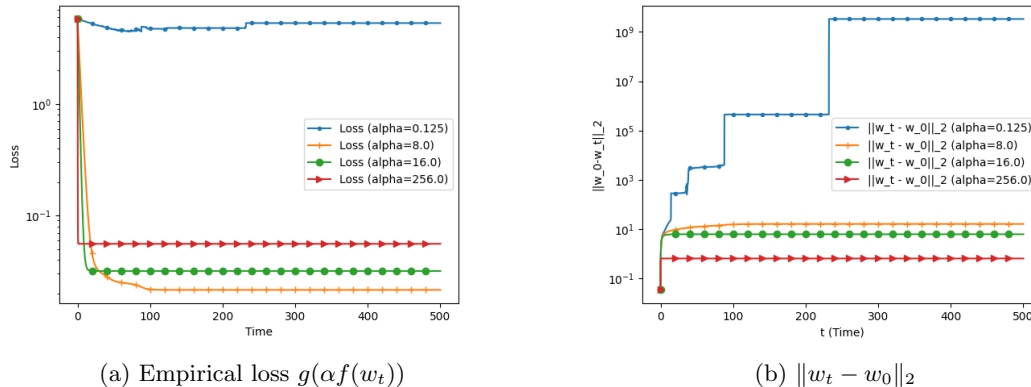 10^0
10^-1
Loss
Loss (alpha=0.125)
Loss (alpha=8.0)
Loss (alpha=16.0)
Loss (alpha=256.0)
0 100 200 300 400 500
Time
(a) Empirical loss g(αf(w_t))
10^9
10^7
10^5
10^3
10^1
10^-1
||w_0-w_t||_2
||w_t - w_0||_2 (alpha=0.125)
||w_t - w_0||_2 (alpha=8.0)
||w_t - w_0||_2 (alpha=16.0)
||w_t - w_0||_2 (alpha=256.0)
0 100 200 300 400 500
t (Time)
(b) ‖w_t − w_0‖_2